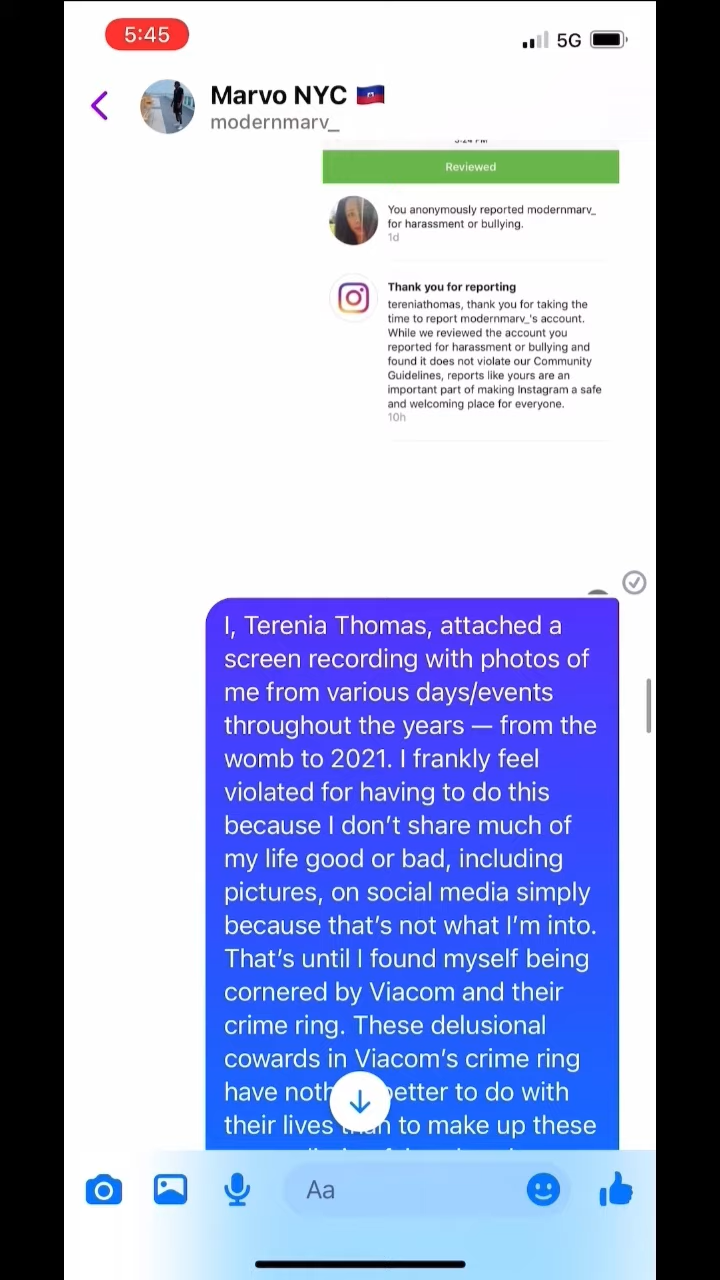 5:45
5G
Marvo NYC 🇭🇹
modernmarv_
Reviewed
You anonymously reported modernmarv_
for harassment or bullying.
1d
Thank you for reporting
tereniathomas, thank you for taking the
time to report modernmarv_'s account.
While we reviewed the account you
reported for harassment or bullying and
found it does not violate our Community
Guidelines, reports like yours are an
important part of making Instagram a safe
and welcoming place for everyone.
10h
I, Terenia Thomas, attached a
screen recording with photos of
me from various days/events
throughout the years — from the
womb to 2021. I frankly feel
violated for having to do this
because I don’t share much of
my life good or bad, including
pictures, on social media simply
because that’s not what I’m into.
That’s until I found myself being
cornered by Viacom and their
crime ring. These delusional
cowards in Viacom’s crime ring
have better to do with
their lives than to make up these
Aa